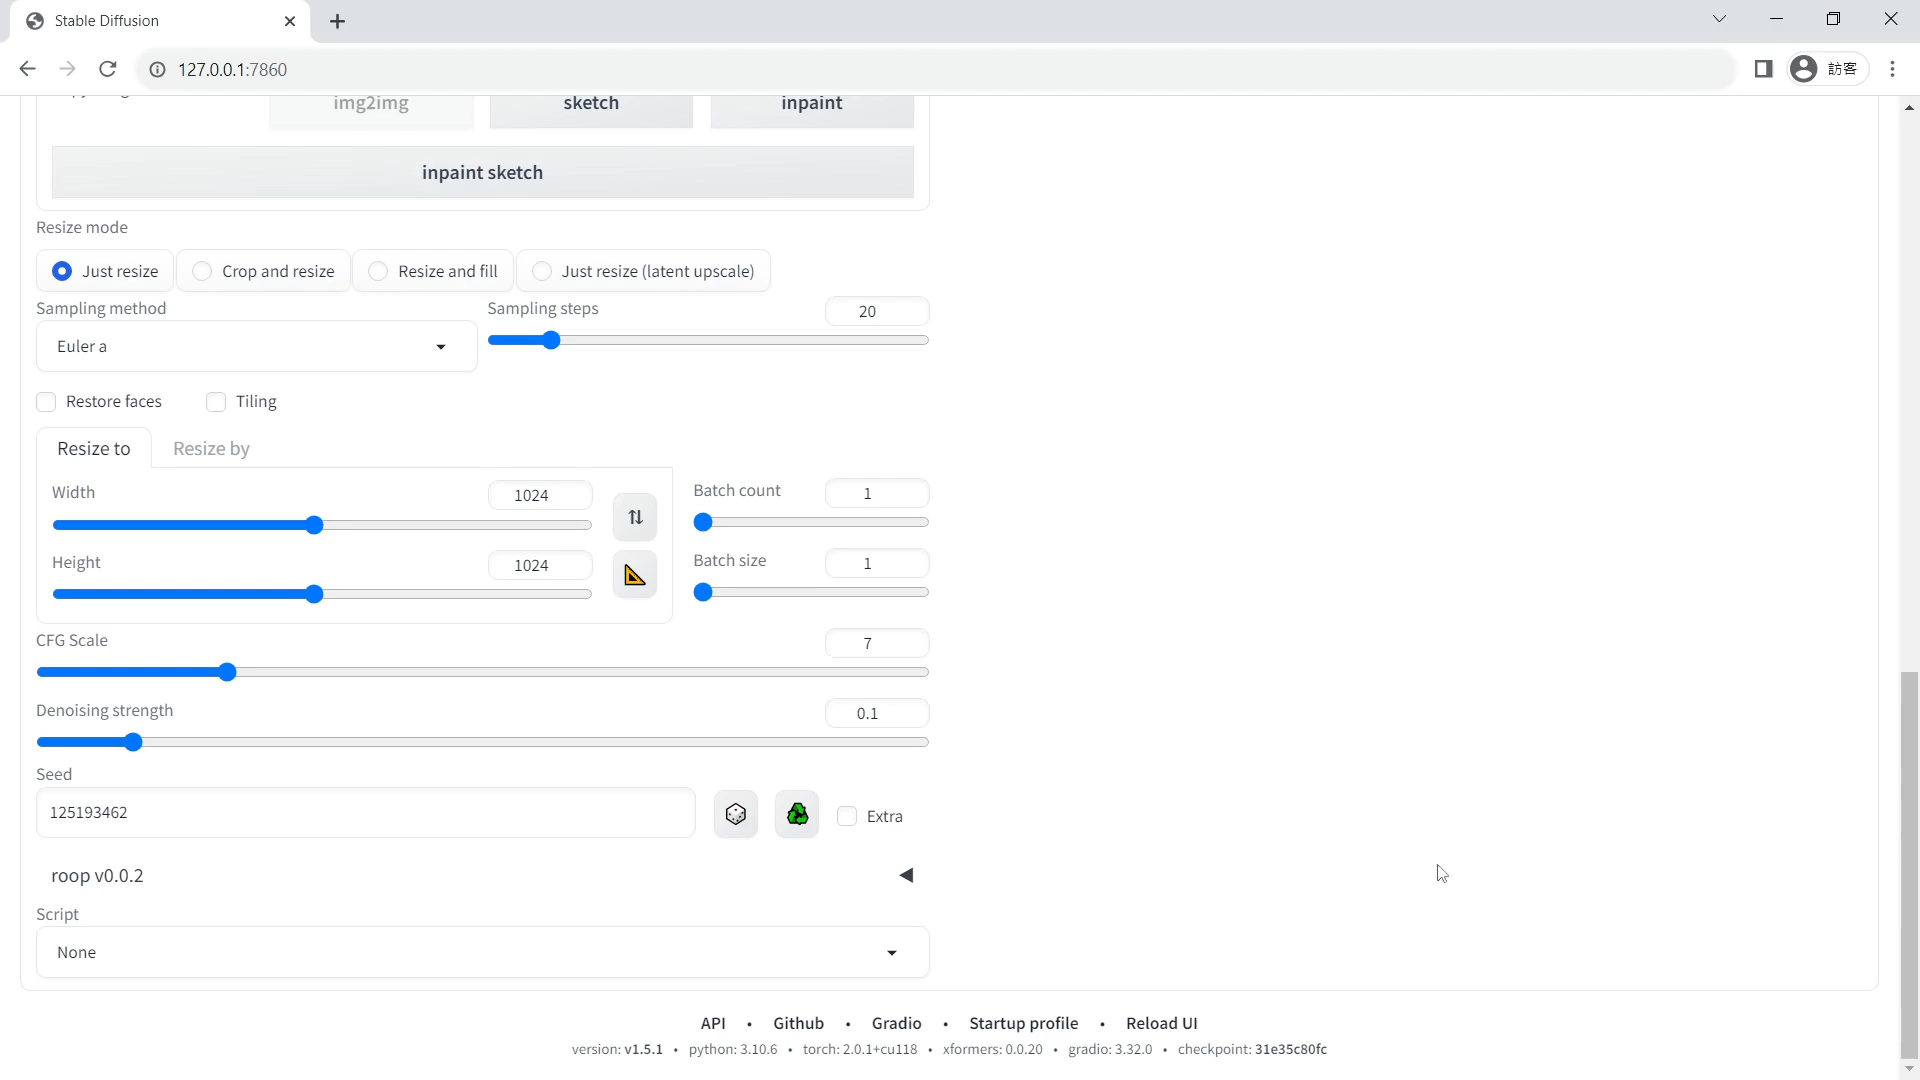 Stable Diffusion
127.0.0.1:7860
訪客
img2img
sketch
inpaint
inpaint sketch
Resize mode
Just resize
Crop and resize
Resize and fill
Just resize (latent upscale)
Sampling method
Sampling steps
20
Euler a
Restore faces
Tiling
Resize to
Resize by
Width
1024
Batch count
1
Height
1024
Batch size
1
CFG Scale
7
Denoising strength
0.1
Seed
125193462
Extra
roop v0.0.2
Script
None
API • Github • Gradio • Startup profile • Reload UI
version: v1.5.1 • python: 3.10.6 • torch: 2.0.1+cu118 • xformers: 0.0.20 • gradio: 3.32.0 • checkpoint: 31e35c80fc